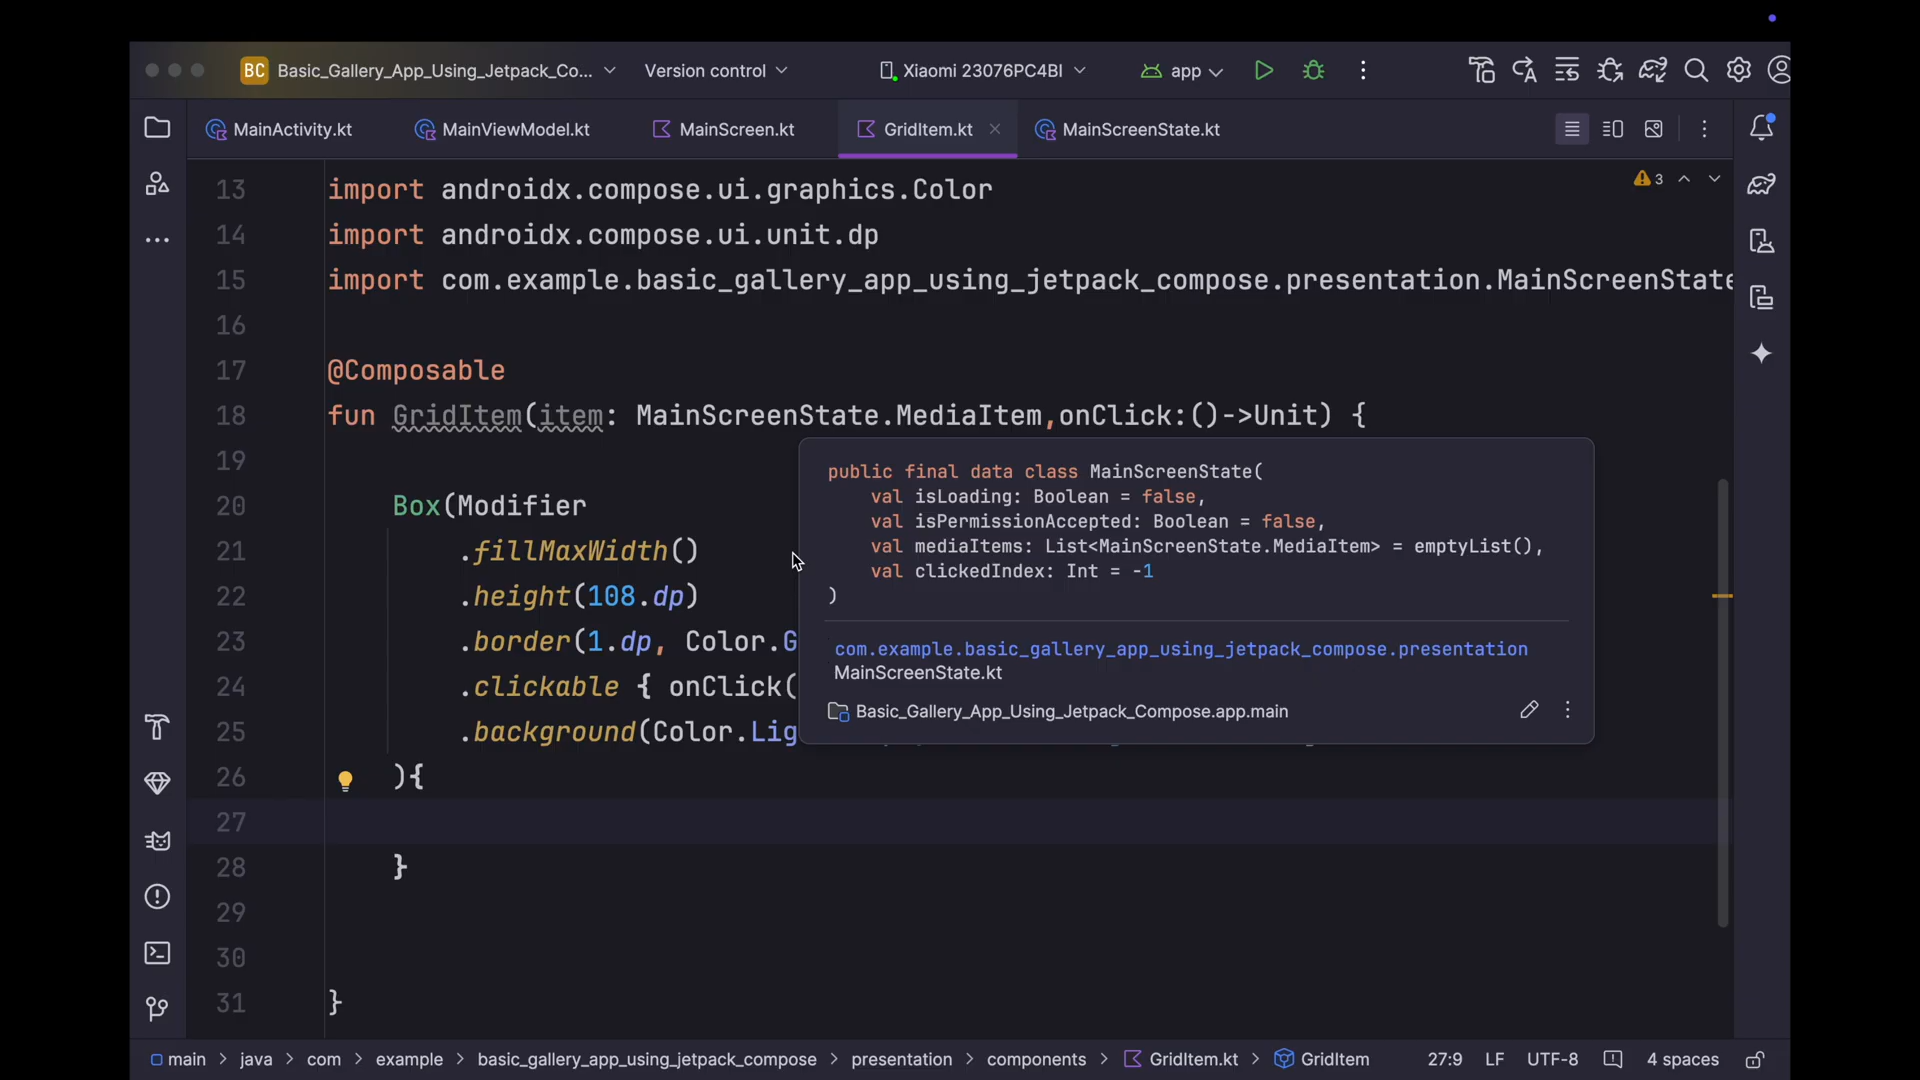 BC Basic_Gallery_App_Using_Jetpack_Co... Version control Xiaomi 23076PC4BI app
MainActivity.kt MainViewModel.kt MainScreen.kt GridItem.kt MainScreenState.kt
3
13 import androidx.compose.ui.graphics.Color
14 import androidx.compose.ui.unit.dp
15 import com.example.basic_gallery_app_using_jetpack_compose.presentation.MainScreenState
16
17 @Composable
18 fun GridItem(item: MainScreenState.MediaItem,onClick:()->Unit) {
19
20 Box(Modifier
21 .fillMaxWidth()
22 .height(108.dp)
23 .border(1.dp, Color.G
24 .clickable { onClick(
25 .background(Color.Lig
26 ){
27
28 }
29
30
31 }
public final data class MainScreenState(
val isLoading: Boolean = false,
val isPermissionAccepted: Boolean = false,
val mediaItems: List<MainScreenState.MediaItem> = emptyList(),
val clickedIndex: Int = -1
)
com.example.basic_gallery_app_using_jetpack_compose.presentation
MainScreenState.kt
Basic_Gallery_App_Using_Jetpack_Compose.app.main
main > java > com > example > basic_gallery_app_using_jetpack_compose > presentation > components > GridItem.kt > GridItem 27:9 LF UTF-8 4 spaces